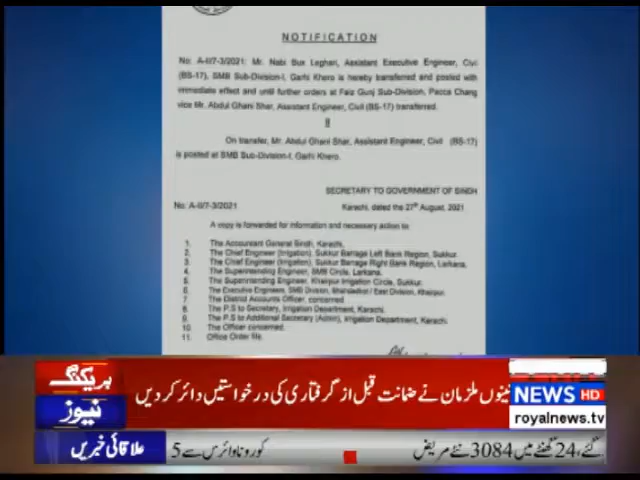 NOTIFICATION
No: A-II/7-3/2021: Mr. Nabi Bux Leghari, Assistant Executive Engineer, Civil
(BS-17), SMB Sub-Division-I, Garhi Khero is hereby transferred and posted with
immediate effect and until further orders at Faiz Gunj Sub-Division, Pacca Chang
vice Mr. Abdul Ghani Shar, Assistant Engineer, Civil (BS-17) transferred.
II
On transfer, Mr. Abdul Ghani Shar, Assistant Engineer, Civil (BS-17)
is posted at SMB Sub-Division-I, Garhi Khero.
SECRETARY TO GOVERNMENT OF SINDH
No: A-II/7-3/2021 Karachi, dated the 27th August, 2021
A copy is forwarded for information and necessary action to:
1. The Accountant General Sindh, Karachi.
2. The Chief Engineer (Irrigation), Sukkur Barrage Left Bank Region, Sukkur.
3. The Chief Engineer (Irrigation), Sukkur Barrage Right Bank Region, Larkana.
4. The Superintending Engineer, SMB Circle, Larkana.
5. The Superintending Engineer, Khairpur Irrigation Circle, Sukkur.
6. The Executive Engineers, SMB Division, / East Division, Khairpur.
7. The District Accounts Officer, concerned.
8. The P.S to Secretary, Irrigation Department, Karachi.
9. The P.S to Additional Secretary (Admn), Irrigation Department, Karachi.
10. The Officer concerned.
11. Office Order file.
بریکنگ
نیوز
تینوں ملزمان نے ضمانت قبل از گرفتاری کی درخواستیں دائر کر دیں
NEWS HD
royalnews.tv
علاقائی خبریں
گئے، 24 گھنٹے میں 3084 نئے مریض
کورونا وائرس سے 5